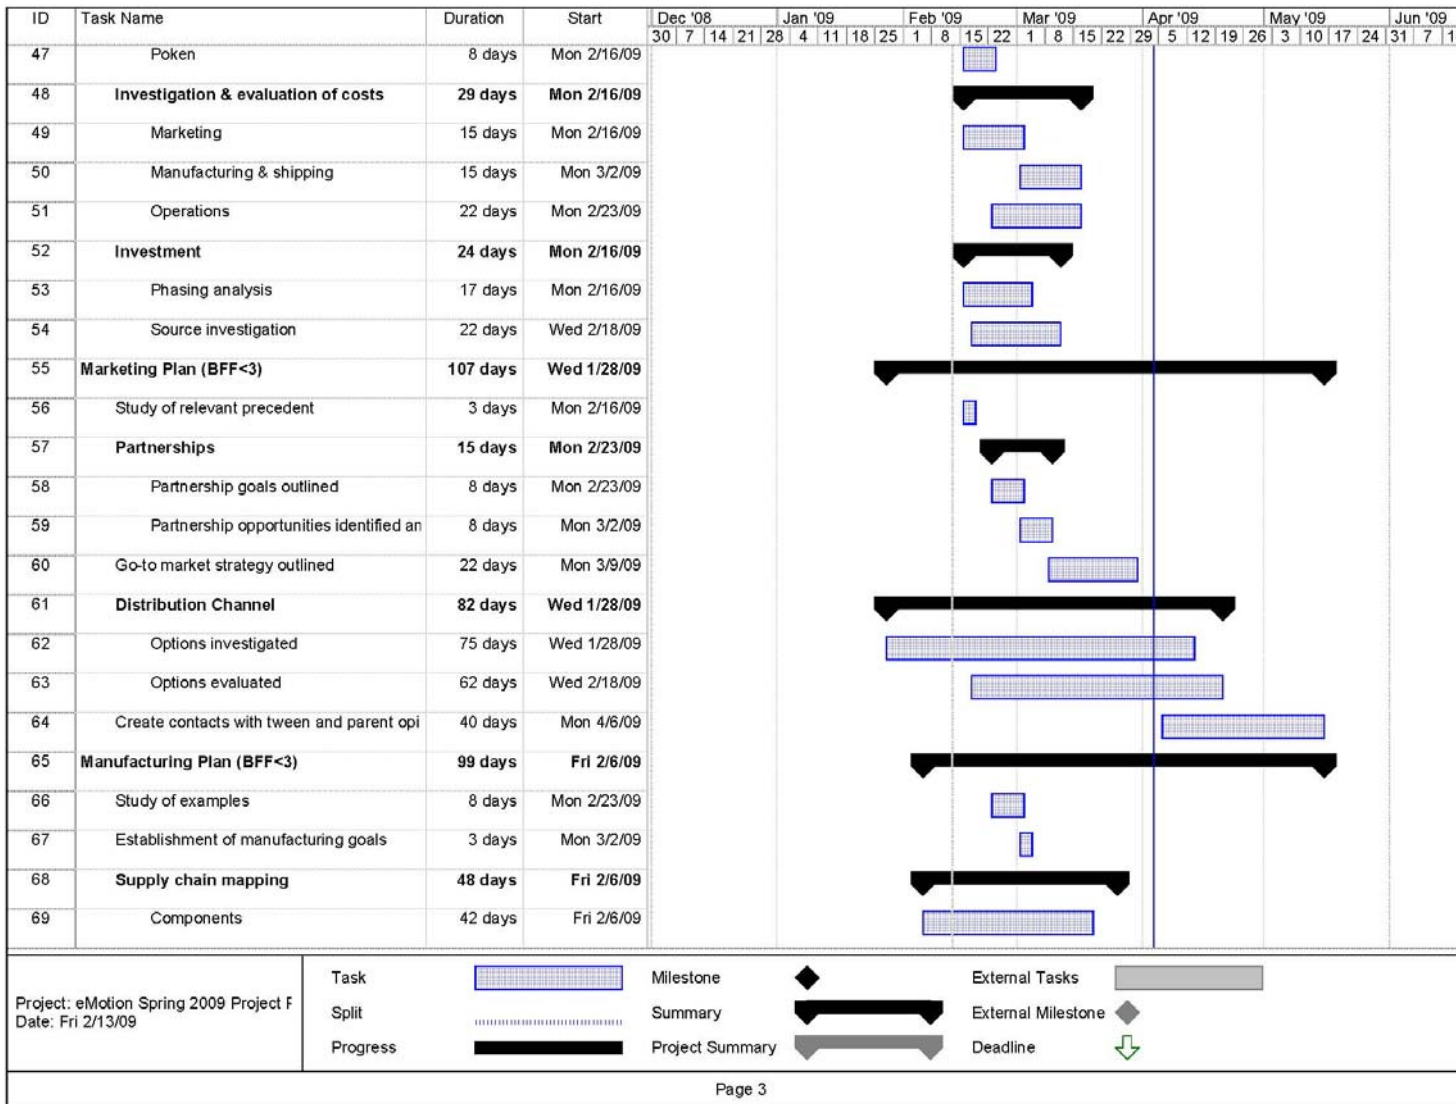 ID Task Name Duration Start Dec '08 Jan '09 Feb '09 Mar '09 Apr '09 May '09 Jun '09
30 7 14 21 28 4 11 18 25 1 8 15 22 1 8 15 22 29 5 12 19 26 3 10 17 24 31 7 1
47 Poken 8 days Mon 2/16/09
48 Investigation & evaluation of costs 29 days Mon 2/16/09
49 Marketing 15 days Mon 2/16/09
50 Manufacturing & shipping 15 days Mon 3/2/09
51 Operations 22 days Mon 2/23/09
52 Investment 24 days Mon 2/16/09
53 Phasing analysis 17 days Mon 2/16/09
54 Source investigation 22 days Wed 2/18/09
55 Marketing Plan (BFF<3) 107 days Wed 1/28/09
56 Study of relevant precedent 3 days Mon 2/16/09
57 Partnerships 15 days Mon 2/23/09
58 Partnership goals outlined 8 days Mon 2/23/09
59 Partnership opportunities identified an 8 days Mon 3/2/09
60 Go-to market strategy outlined 22 days Mon 3/9/09
61 Distribution Channel 82 days Wed 1/28/09
62 Options investigated 75 days Wed 1/28/09
63 Options evaluated 62 days Wed 2/18/09
64 Create contacts with tween and parent opi 40 days Mon 4/6/09
65 Manufacturing Plan (BFF<3) 99 days Fri 2/6/09
66 Study of examples 8 days Mon 2/23/09
67 Establishment of manufacturing goals 3 days Mon 3/2/09
68 Supply chain mapping 48 days Fri 2/6/09
69 Components 42 days Fri 2/6/09
Project: eMotion Spring 2009 Project P
Date: Fri 2/13/09
Task Milestone External Tasks
Split Summary External Milestone
Progress Project Summary Deadline
Page 3